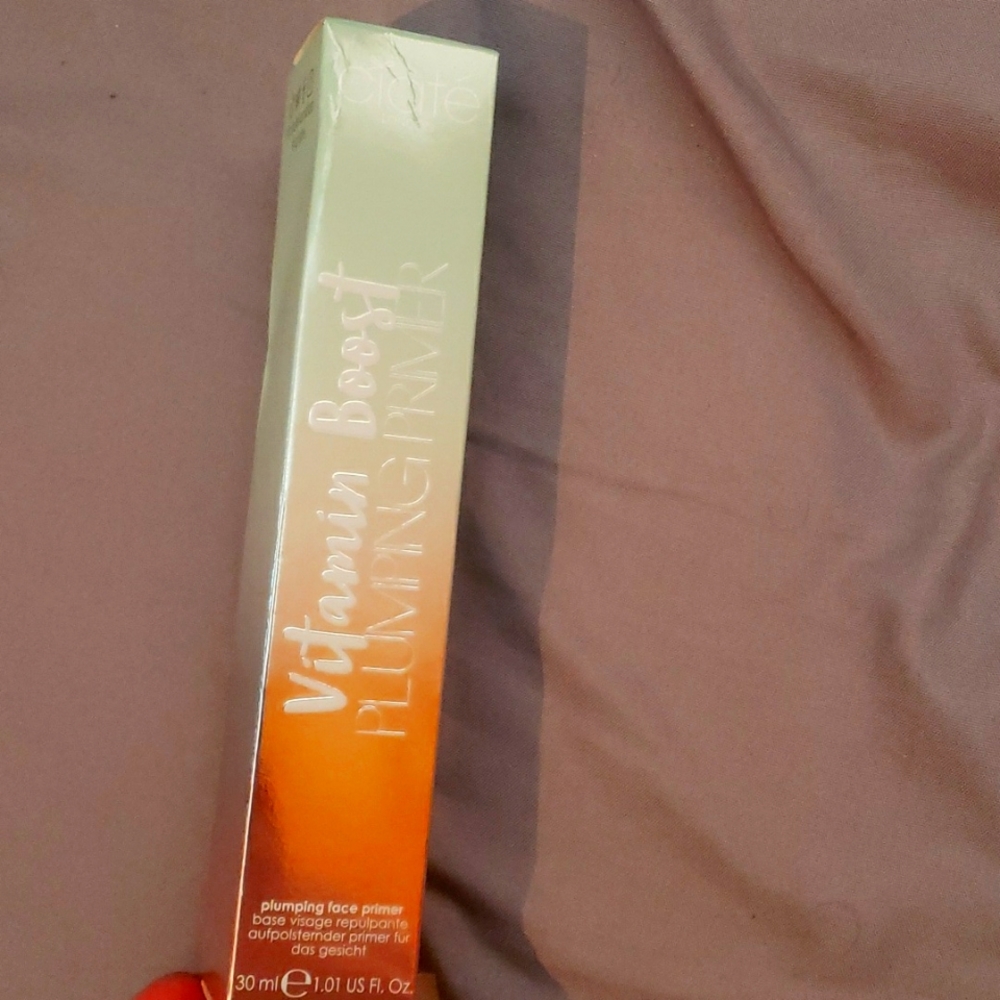 ciaté
Vitamin Boost
PLUMPING PRIMER
plumping face primer
base visage repulpante
aufpolsternder primer für
das gesicht
30 ml e 1.01 US Fl. Oz.